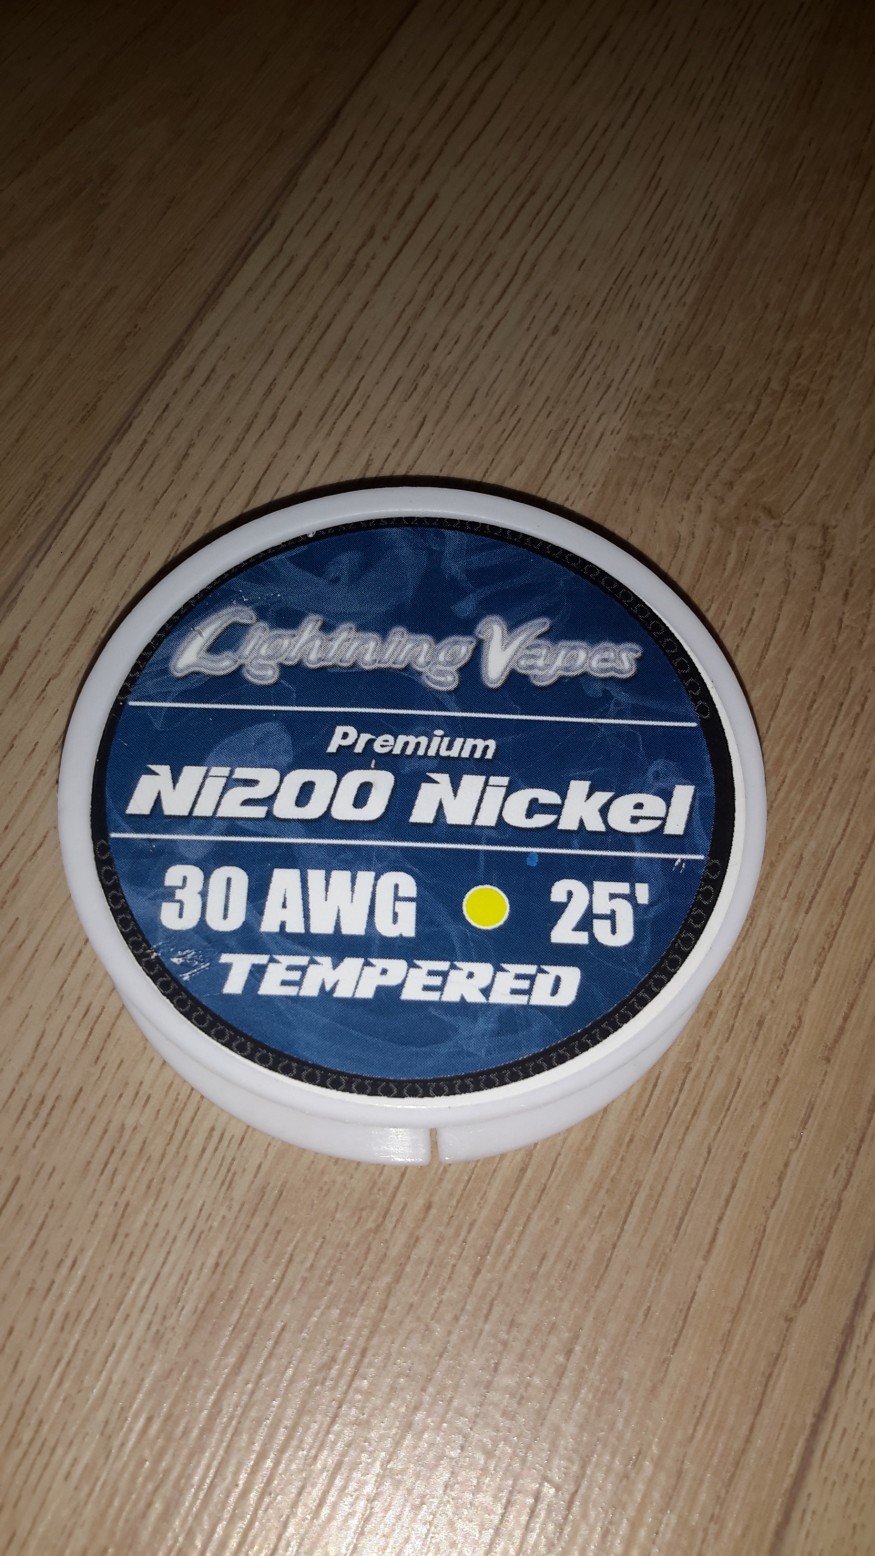 Lightning Vapes
Premium
Ni200 Nickel
30 AWG 25'
TEMPERED